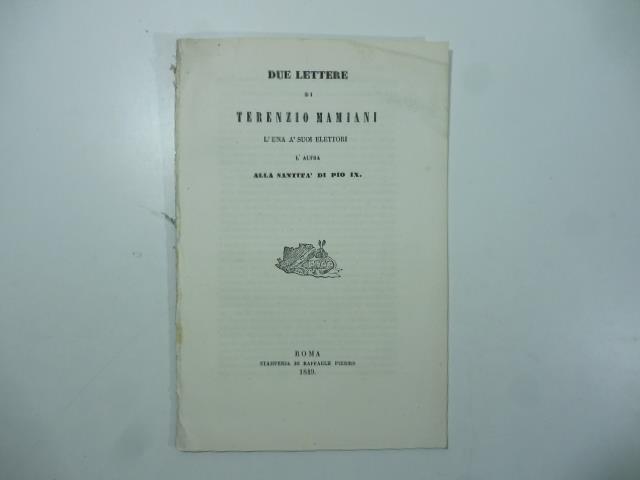 DUE LETTERE
DI
TERENZIO MAMIANI
L'UNA A' SUOI ELETTORI
L'ALTRA
ALLA SANTITA' DI PIO IX.
ROMA
STAMPERIA DI RAFFAELE PIERRO
1849.